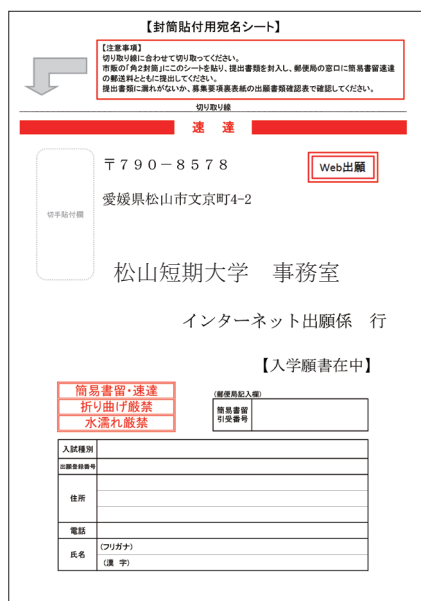 【封筒貼付用宛名シート】
【注意事項】
切り取り線に合わせて切り取ってください。
市販の「角2封筒」にこのシートを貼り、提出書類を封入し、郵便局の窓口に簡易書留速達
の郵送料とともに提出してください。
提出書類に漏れがないか、募集要項裏表紙の出願書類確認表で確認してください。
切り取り線
速 達
〒790-8578
Web出願
愛媛県松山市文京町4-2
切手貼付欄
松山短期大学 事務室
インターネット出願係 行
【入学願書在中】
簡易書留・速達
折り曲げ厳禁
水濡れ厳禁
(郵便局記入欄)
簡易書留
引受番号
入試種別
出願登録番号
住所
電話
氏名
(フリガナ)
(漢 字)